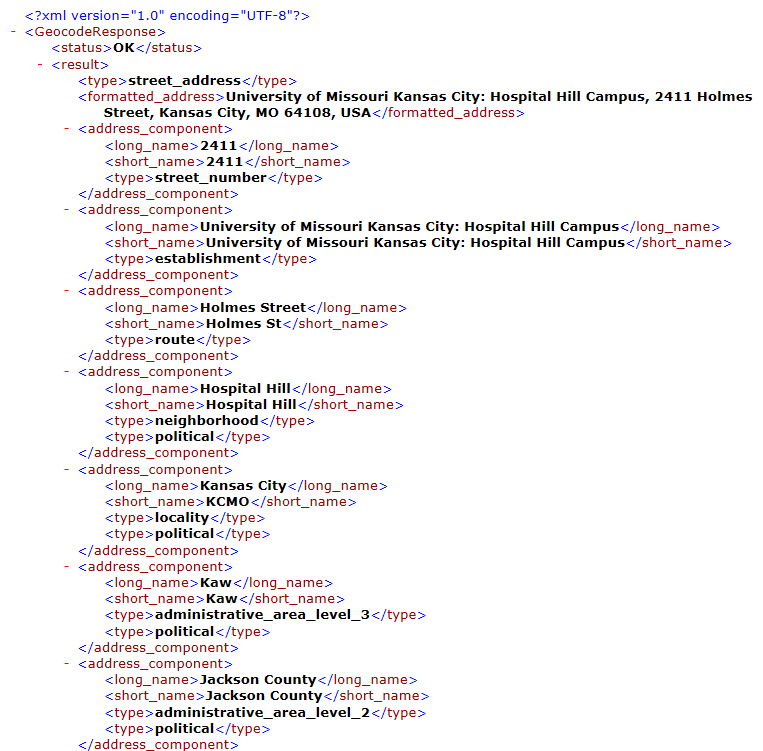 <?xml version="1.0" encoding="UTF-8"?>
- <GeocodeResponse>
<status>OK</status>
- <result>
<type>street_address</type>
<formatted_address>University of Missouri Kansas City: Hospital Hill Campus, 2411 Holmes
Street, Kansas City, MO 64108, USA</formatted_address>
- <address_component>
<long_name>2411</long_name>
<short_name>2411</short_name>
<type>street_number</type>
</address_component>
- <address_component>
<long_name>University of Missouri Kansas City: Hospital Hill Campus</long_name>
<short_name>University of Missouri Kansas City: Hospital Hill Campus</short_name>
<type>establishment</type>
</address_component>
- <address_component>
<long_name>Holmes Street</long_name>
<short_name>Holmes St</short_name>
<type>route</type>
</address_component>
- <address_component>
<long_name>Hospital Hill</long_name>
<short_name>Hospital Hill</short_name>
<type>neighborhood</type>
<type>political</type>
</address_component>
- <address_component>
<long_name>Kansas City</long_name>
<short_name>KCMO</short_name>
<type>locality</type>
<type>political</type>
</address_component>
- <address_component>
<long_name>Kaw</long_name>
<short_name>Kaw</short_name>
<type>administrative_area_level_3</type>
<type>political</type>
</address_component>
- <address_component>
<long_name>Jackson County</long_name>
<short_name>Jackson County</short_name>
<type>administrative_area_level_2</type>
<type>political</type>
</address_component>